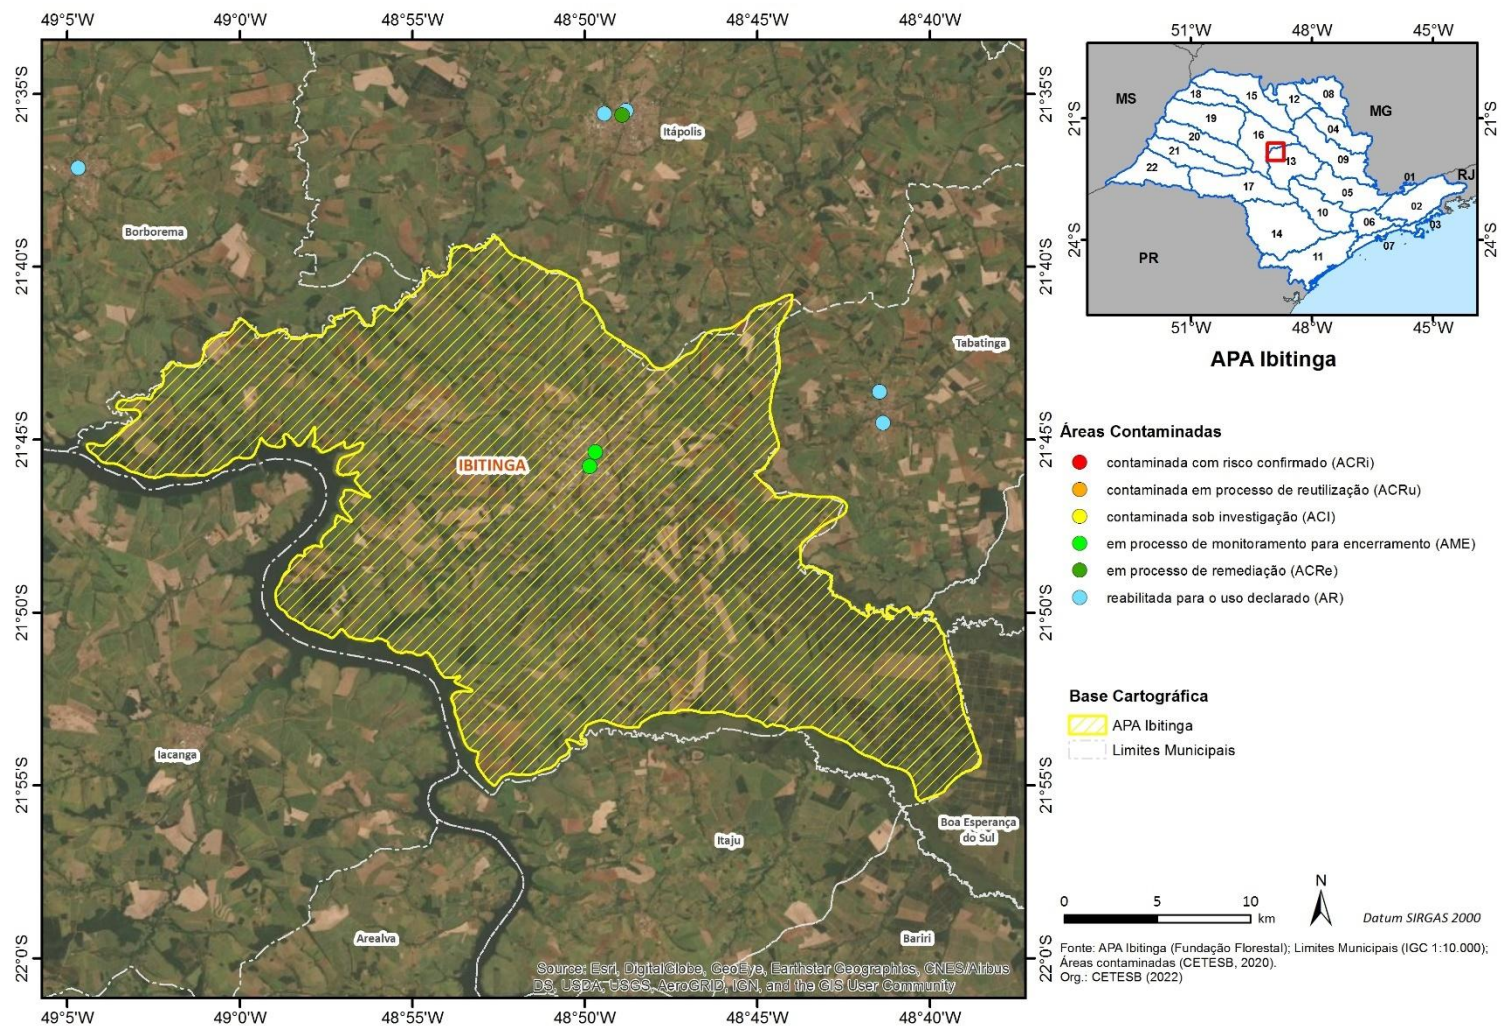 49°5'W 49°0'W 48°55'W 48°50'W 48°45'W 48°40'W
21°35'S
21°40'S
21°45'S
21°50'S
21°55'S
22°0'S
Itápolis
Borborema
Tabatinga
IBITINGA
Iacanga
Boa Esperança
do Sul
Itaju
Arealva
Bariri
Source: Esri, DigitalGlobe, GeoEye, Earthstar Geographics, CNES/Airbus
DS, USDA, USGS, AeroGRID, IGN, and the GIS User Community
21°35'S
21°40'S
21°45'S
21°50'S
21°55'S
22°0'S
49°5'W 49°0'W 48°55'W 48°50'W 48°45'W 48°40'W
51°W 48°W 45°W
21°S
24°S
MS
MG
RJ
PR
18
15
12
08
19
16
04
20
13
09
21
22
17
05
01
02
10
06
03
14
07
11
21°S
24°S
51°W 48°W 45°W
APA Ibitinga
Áreas Contaminadas
contaminada com risco confirmado (ACRi)
contaminada em processo de reutilização (ACRu)
contaminada sob investigação (ACI)
em processo de monitoramento para encerramento (AME)
em processo de remediação (ACRe)
reabilitada para o uso declarado (AR)
Base Cartográfica
APA Ibitinga
Limites Municipais
0 5 10
km
N
Datum SIRGAS 2000
Fonte: APA Ibitinga (Fundação Florestal); Limites Municipais (IGC 1:10.000);
Áreas contaminadas (CETESB, 2020).
Org.: CETESB (2022)